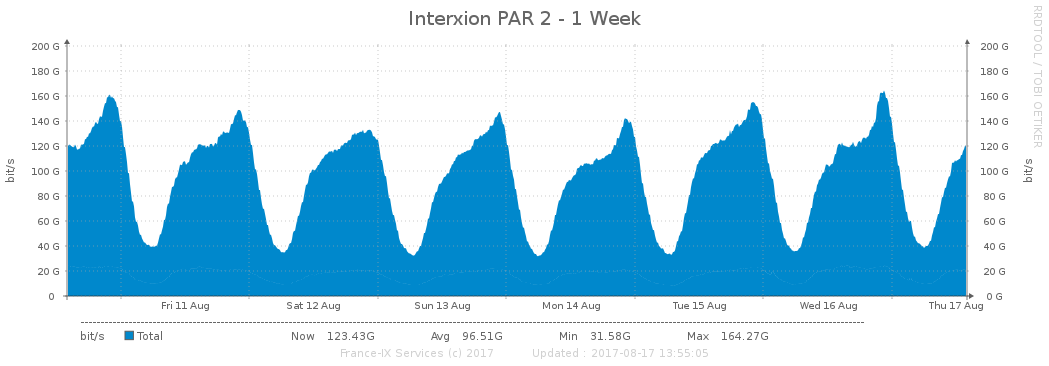 Interxion PAR 2 - 1 Week
RRDTOOL / TOBI OETIKER
200 G 200 G
180 G 180 G
160 G 160 G
140 G 140 G
120 G 120 G
100 G 100 G
80 G 80 G
60 G 60 G
40 G 40 G
20 G 20 G
0 0 G
bit/s bit/s
Fri 11 Aug Sat 12 Aug Sun 13 Aug Mon 14 Aug Tue 15 Aug Wed 16 Aug Thu 17 Aug
bit/s Total Now 123.43G Avg 96.51G Min 31.58G Max 164.27G
France-IX Services (c) 2017 Updated : 2017-08-17 13:55:05